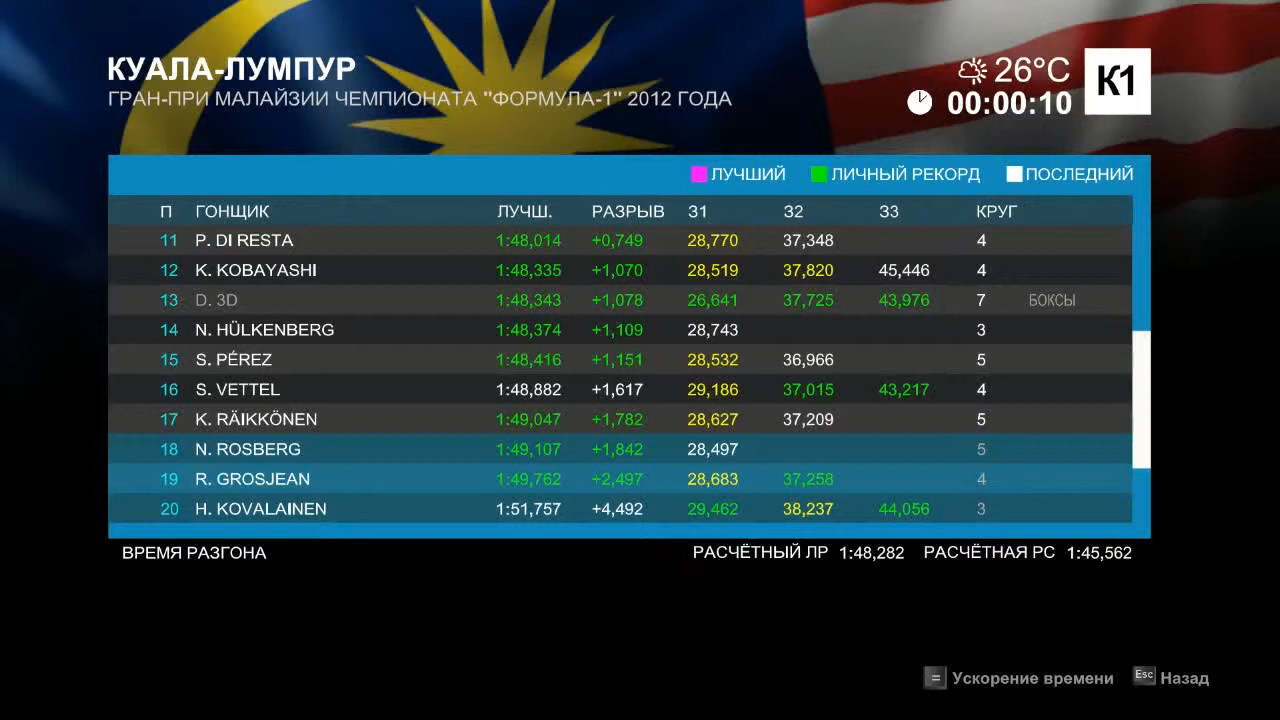 КУАЛА-ЛУМПУР
ГРАН-ПРИ МАЛАЙЗИИ ЧЕМПИОНАТА "ФОРМУЛА-1" 2012 ГОДА
26°C
00:00:10
К1
ЛУЧШИЙ ЛИЧНЫЙ РЕКОРД ПОСЛЕДНИЙ
П ГОНЩИК ЛУЧШ. РАЗРЫВ З1 З2 З3 КРУГ
11 P. DI RESTA 1:48,014 +0,749 28,770 37,348 4
12 K. KOBAYASHI 1:48,335 +1,070 28,519 37,820 45,446 4
13 D. 3D 1:48,343 +1,078 26,641 37,725 43,976 7 БОКСЫ
14 N. HÜLKENBERG 1:48,374 +1,109 28,743 3
15 S. PÉREZ 1:48,416 +1,151 28,532 36,966 5
16 S. VETTEL 1:48,882 +1,617 29,186 37,015 43,217 4
17 K. RÄIKKÖNEN 1:49,047 +1,782 28,627 37,209 5
18 N. ROSBERG 1:49,107 +1,842 28,497 5
19 R. GROSJEAN 1:49,762 +2,497 28,683 37,258 4
20 H. KOVALAINEN 1:51,757 +4,492 29,462 38,237 44,056 3
ВРЕМЯ РАЗГОНА РАСЧЁТНЫЙ ЛР 1:48,282 РАСЧЁТНАЯ РС 1:45,562
= Ускорение времени Esc Назад